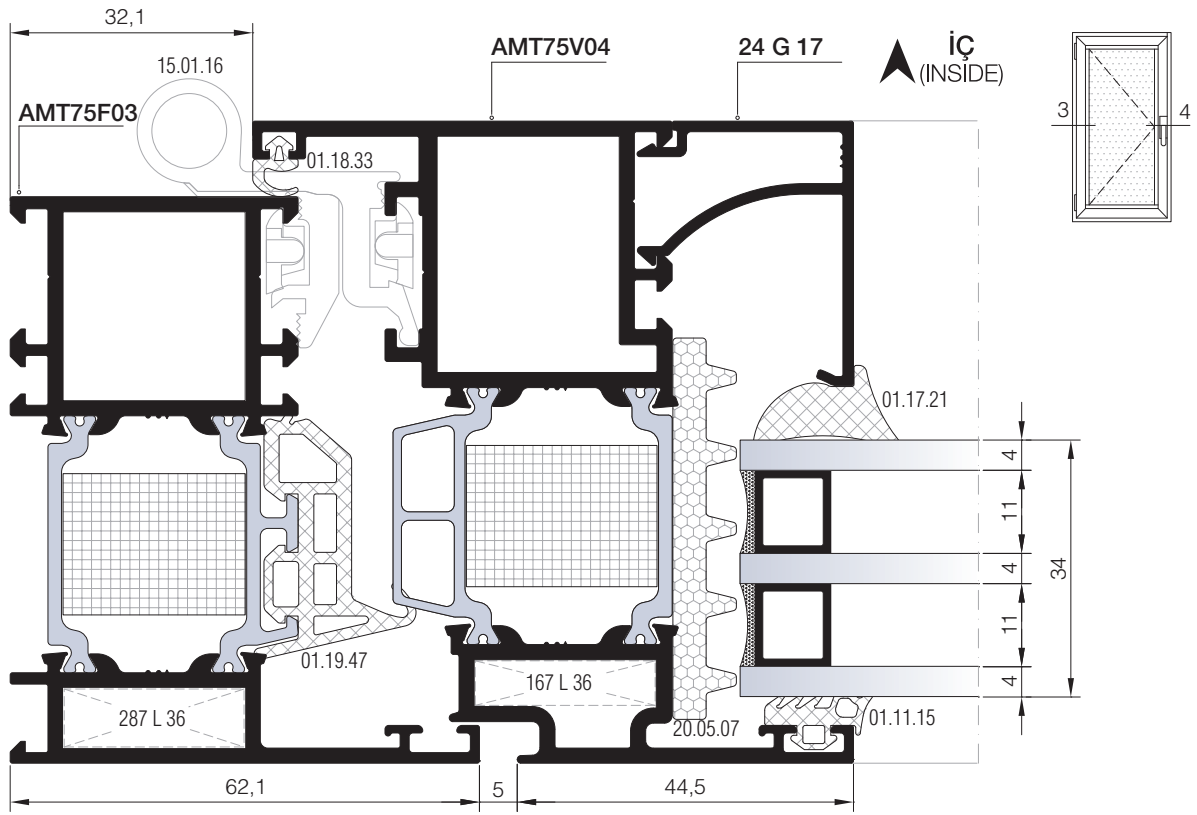 32,1
AMT75V04
24 G 17
İÇ
(INSIDE)
15.01.16
AMT75F03
3
4
01.18.33
01.17.21
4
11
4
11
4
34
01.19.47
287 L 36
167 L 36
20.05.07
01.11.15
62,1
5
44,5